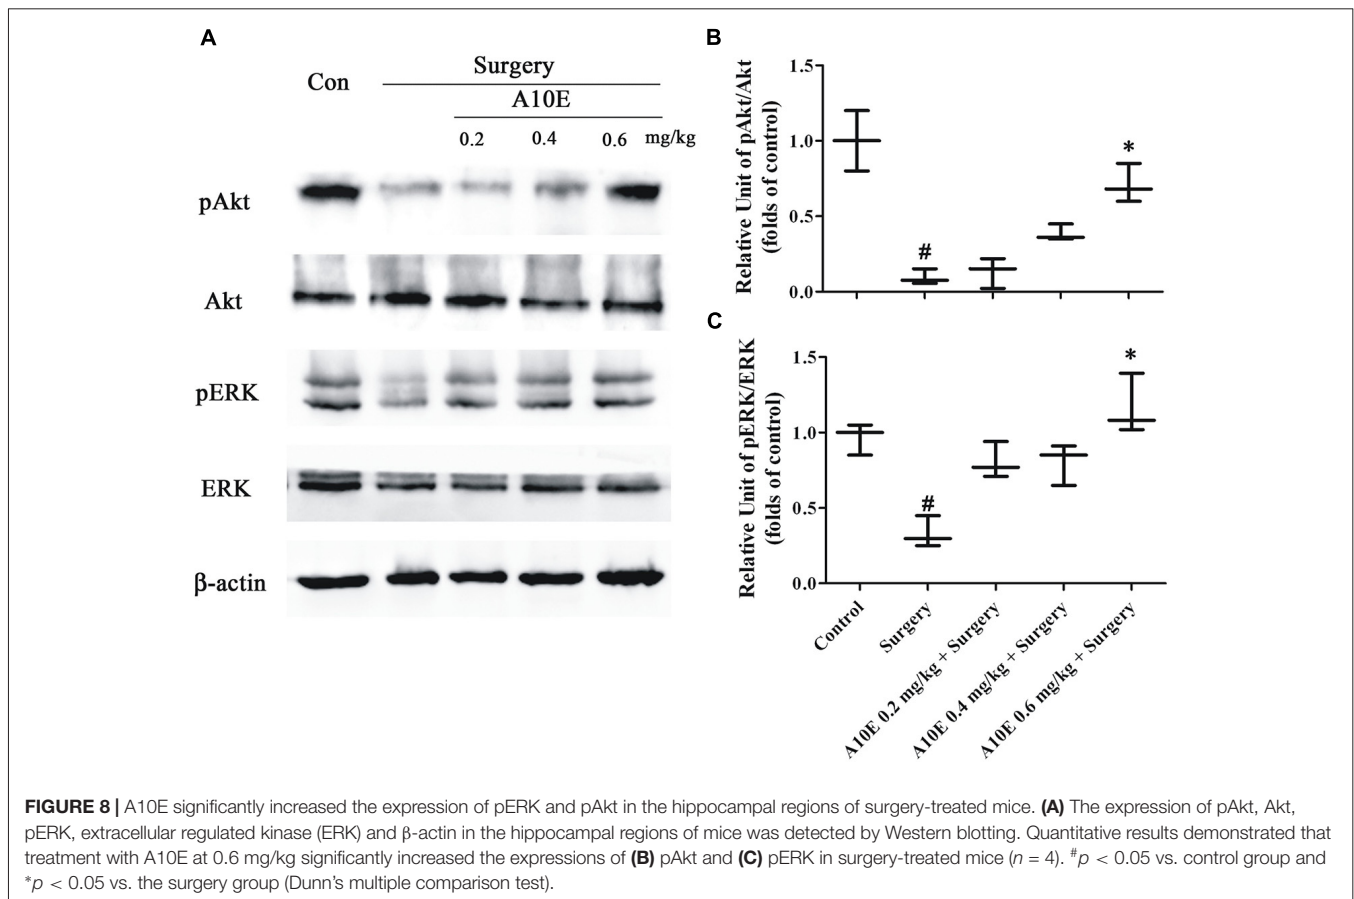 A
Con
Surgery
A10E
0.2
0.4
0.6
mg/kg
pAkt
Akt
pERK
ERK
β-actin
B
Relative Unit of pAkt/Akt
(folds of control)
1.5
1.0
0.5
0.0
#
*
C
Relative Unit of pERK/ERK
(folds of control)
1.5
1.0
0.5
0.0
#
*
Control
Surgery
A10E 0.2 mg/kg + Surgery
A10E 0.4 mg/kg + Surgery
A10E 0.6 mg/kg + Surgery
FIGURE 8 | A10E significantly increased the expression of pERK and pAkt in the hippocampal regions of surgery-treated mice. (A) The expression of pAkt, Akt,
pERK, extracellular regulated kinase (ERK) and β-actin in the hippocampal regions of mice was detected by Western blotting. Quantitative results demonstrated that
treatment with A10E at 0.6 mg/kg significantly increased the expressions of (B) pAkt and (C) pERK in surgery-treated mice (n = 4). #p < 0.05 vs. control group and
*p < 0.05 vs. the surgery group (Dunn's multiple comparison test).